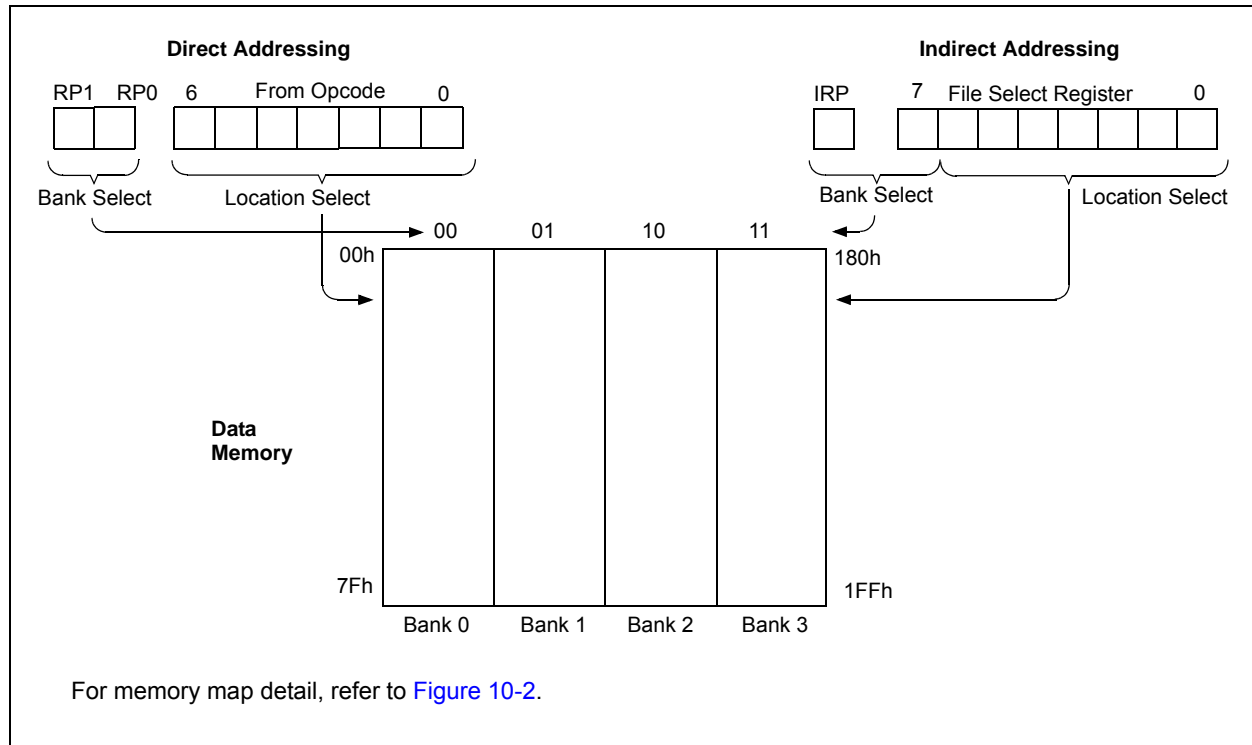 Direct Addressing
Indirect Addressing
RP1 RP0 6 From Opcode 0
IRP 7 File Select Register 0
Bank Select Location Select
Bank Select Location Select
00 01 10 11
00h 180h
Data
Memory
7Fh 1FFh
Bank 0 Bank 1 Bank 2 Bank 3
For memory map detail, refer to Figure 10-2.